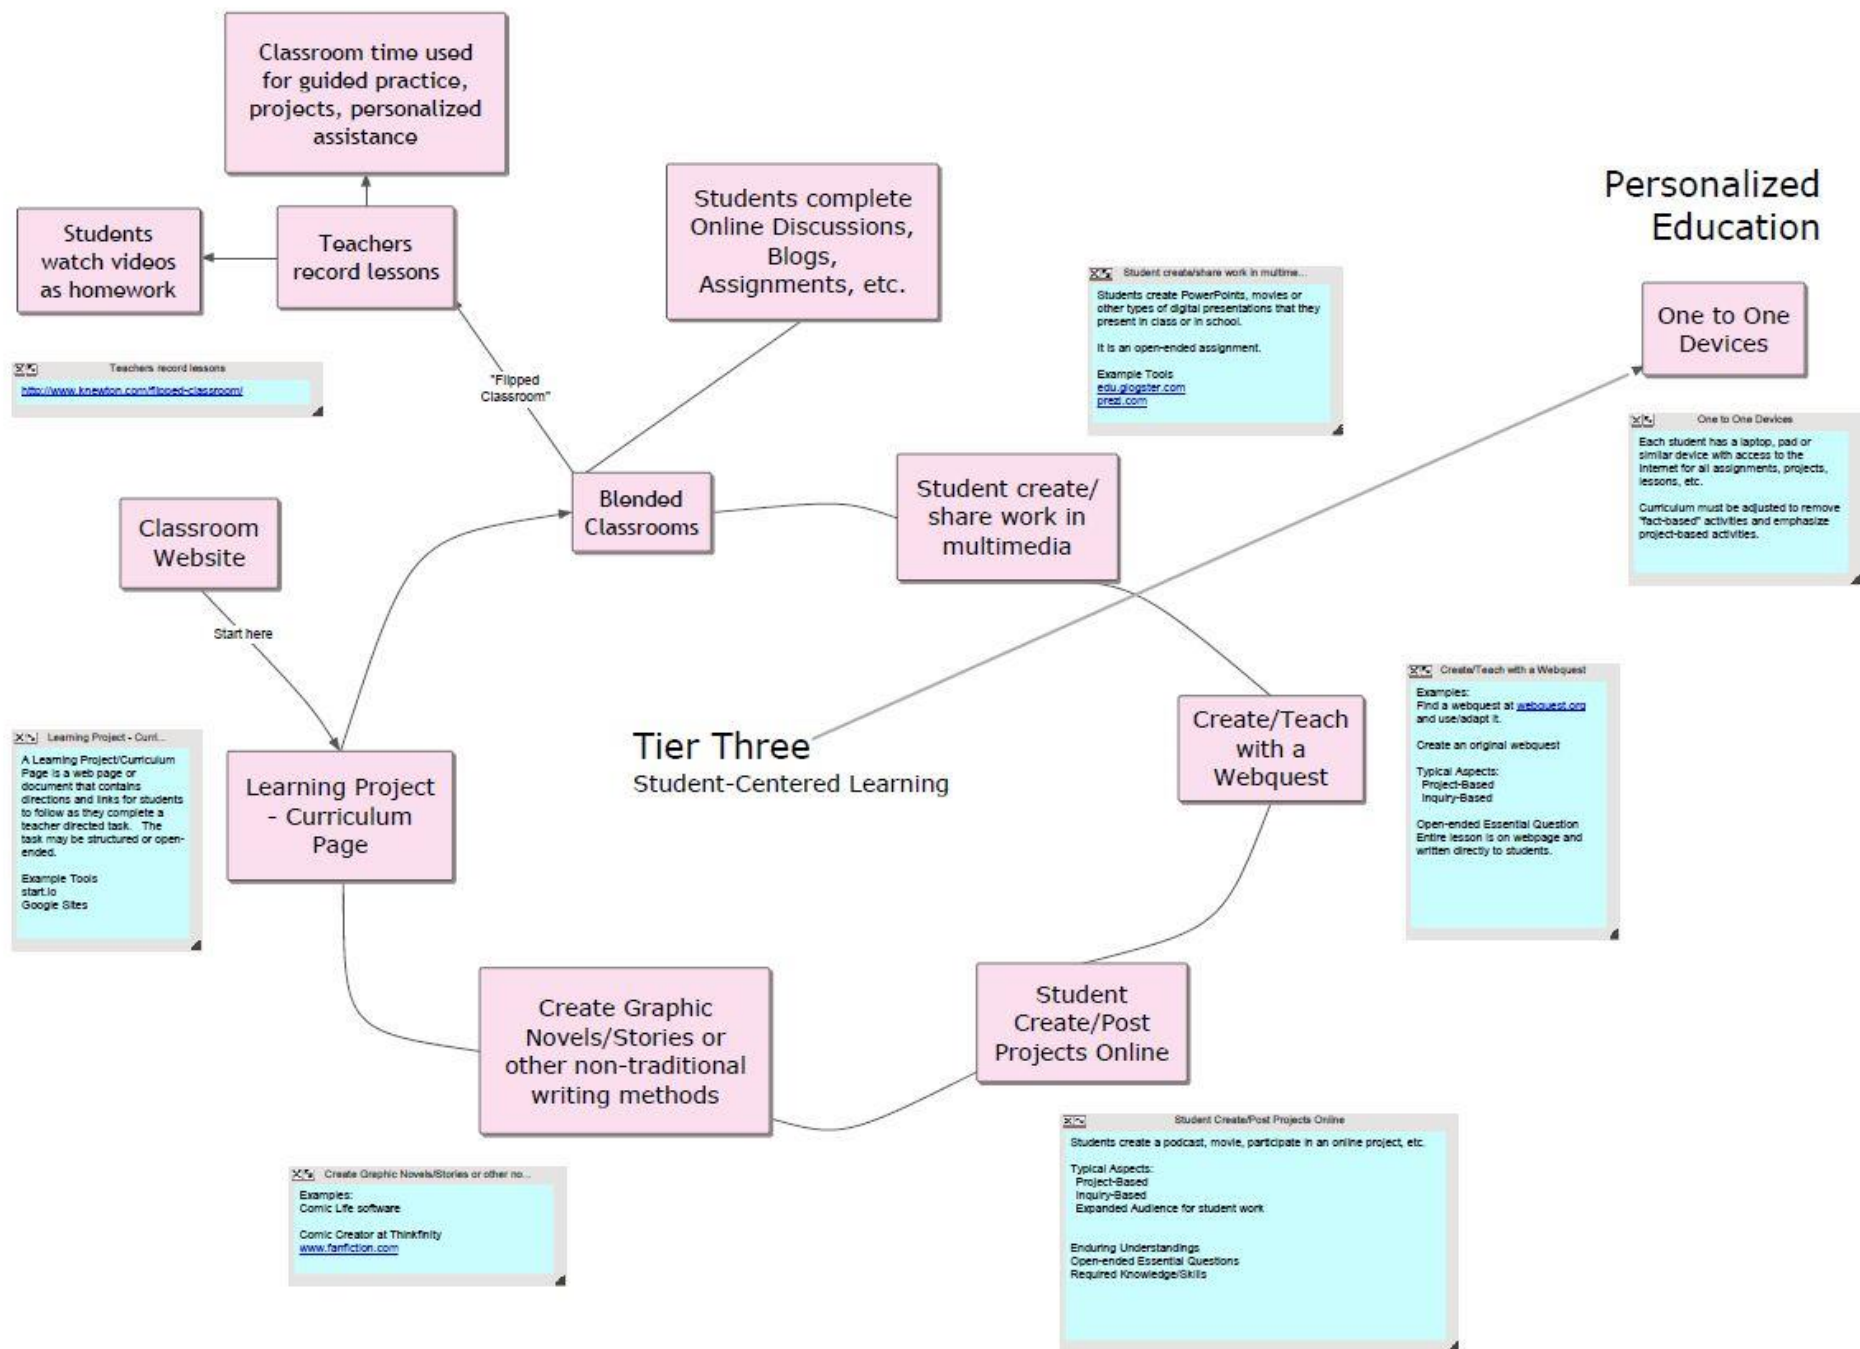 Classroom time used
for guided practice,
projects, personalized
assistance
Students
watch videos
as homework
Teachers
record lessons
Students complete
Online Discussions,
Blogs,
Assignments, etc.
Personalized
Education
Student create/share work in multime...
Students create PowerPoints, movies or
other types of digital presentations that they
present in class or in school.
It is an open-ended assignment.
Example Tools
edu.glogster.com
prezi.com
One to One
Devices
Teachers record lessons
http://www.knewton.com/flipped-classroom/
"Flipped
Classroom"
One to One Devices
Each student has a laptop, pad or
similar device with access to the
Internet for all assignments, projects,
lessons, etc.
Curriculum must be adjusted to remove
"fact-based" activities and emphasize
project-based activities.
Classroom
Website
Blended
Classrooms
Student create/
share work in
multimedia
Start here
Create/Teach with a Webquest
Examples:
Find a webquest at webquest.org
and use/adapt it.
Create an original webquest
Typical Aspects:
Project-Based
Inquiry-Based
Open-ended Essential Question
Entire lesson is on webpage and
written directly to students.
Learning Project - Curri...
A Learning Project/Curriculum
Page is a web page or
document that contains
directions and links for students
to follow as they complete a
teacher directed task. The
task may be structured or open-
ended.
Example Tools
start.io
Google Sites
Learning Project
- Curriculum
Page
Tier Three
Student-Centered Learning
Create/Teach
with a
Webquest
Create Graphic
Novels/Stories or
other non-traditional
writing methods
Student
Create/Post
Projects Online
Create Graphic Novels/Stories or other no...
Examples:
Comic Life software
Comic Creator at Thinkfinity
www.fanfiction.com
Student Create/Post Projects Online
Students create a podcast, movie, participate in an online project, etc.
Typical Aspects:
Project-Based
Inquiry-Based
Expanded Audience for student work
Enduring Understandings
Open-ended Essential Questions
Required Knowledge/Skills